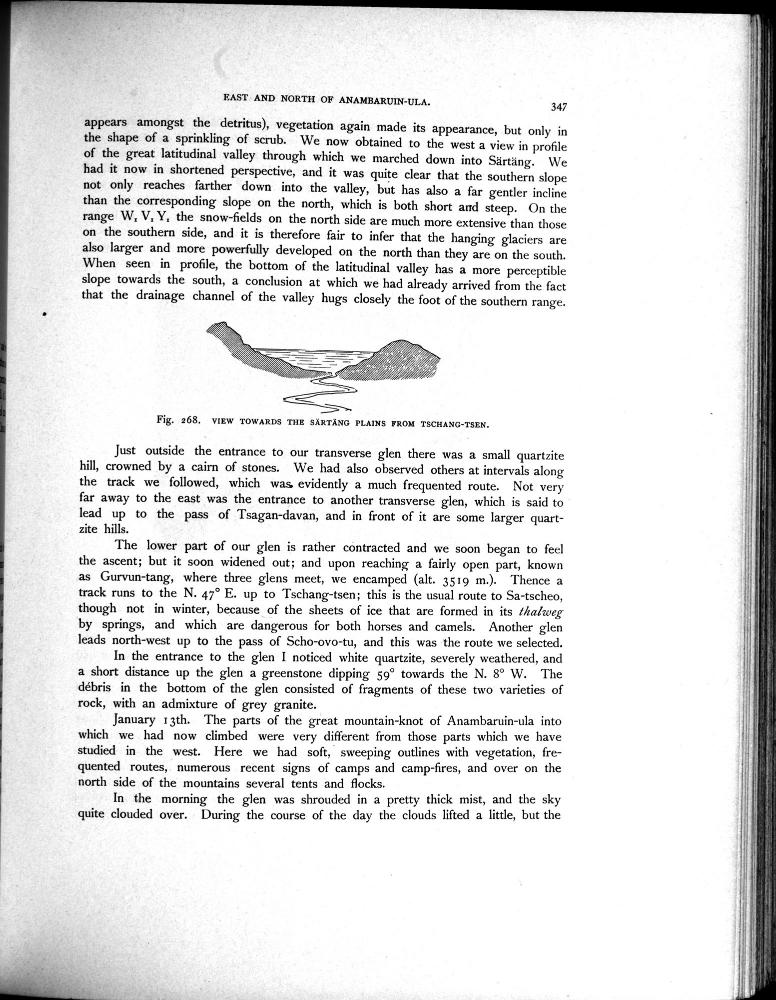 EAST AND NORTH OF ANAMBARUIN-ULA.
347
appears amongst the detritus), vegetation again made its appearance, but only in
the shape of a sprinkling of scrub. We now obtained to the west a view in profile
of the great latitudinal valley through which we marched down into Särtäng. We
had it now in shortened perspective, and it was quite clear that the southern slope
not only reaches farther down into the valley, but has also a far gentler incline
than the corresponding slope on the north, which is both short and steep. On the
range W, V, Y, the snow-fields on the north side are much more extensive than those
on the southern side, and it is therefore fair to infer that the hanging glaciers are
also larger and more powerfully developed on the north than they are on the south.
When seen in profile, the bottom of the latitudinal valley has a more perceptible
slope towards the south, a conclusion at which we had already arrived from the fact
that the drainage channel of the valley hugs closely the foot of the southern range.
Fig. 268. VIEW TOWARDS THE SÄRTÄNG PLAINS FROM TSCHANG-TSEN.
Just outside the entrance to our transverse glen there was a small quartzite
hill, crowned by a cairn of stones. We had also observed others at intervals along
the track we followed, which was evidently a much frequented route. Not very
far away to the east was the entrance to another transverse glen, which is said to
lead up to the pass of Tsagan-davan, and in front of it are some larger quart-
zite hills.
The lower part of our glen is rather contracted and we soon began to feel
the ascent; but it soon widened out; and upon reaching a fairly open part, known
as Gurvun-tang, where three glens meet, we encamped (alt. 3519 m.). Thence a
track runs to the N. 47° E. up to Tschang-tsen; this is the usual route to Sa-tscheo,
though not in winter, because of the sheets of ice that are formed in its thalweg
by springs, and which are dangerous for both horses and camels. Another glen
leads north-west up to the pass of Scho-ovo-tu, and this was the route we selected.
In the entrance to the glen I noticed white quartzite, severely weathered, and
a short distance up the glen a greenstone dipping 59° towards the N. 8° W. The
débris in the bottom of the glen consisted of fragments of these two varieties of
rock, with an admixture of grey granite.
January 13th. The parts of the great mountain-knot of Anambaruin-ula into
which we had now climbed were very different from those parts which we have
studied in the west. Here we had soft, sweeping outlines with vegetation, fre-
quented routes, numerous recent signs of camps and camp-fires, and over on the
north side of the mountains several tents and flocks.
In the morning the glen was shrouded in a pretty thick mist, and the sky
quite clouded over. During the course of the day the clouds lifted a little, but the